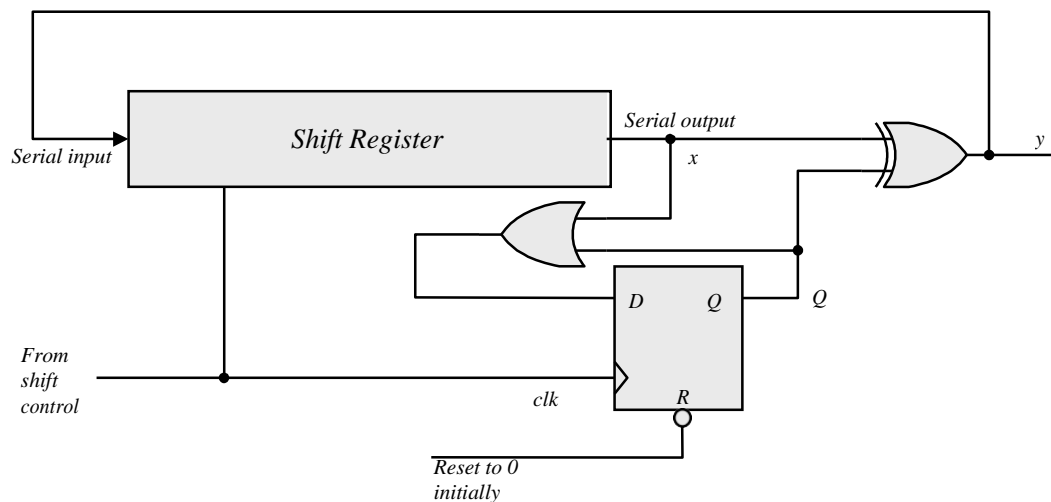 Shift Register
Serial output
Serial input
x
y
D
Q
Q
From
shift
control
clk
R
Reset to 0
initially